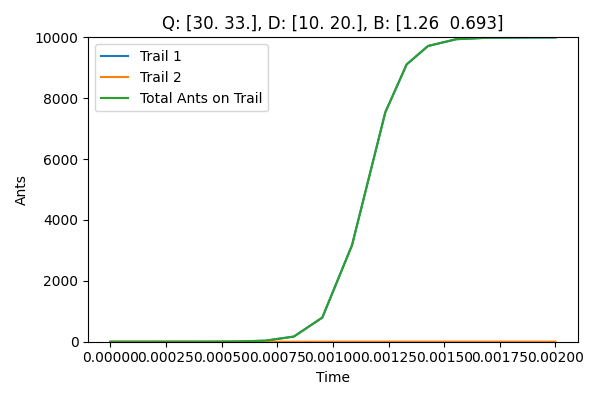 Q: [30. 33.], D: [10. 20.], B: [1.26  0.693]
Trail 1
Trail 2
Total Ants on Trail
10000
8000
6000
4000
2000
0
Ants
0.00000 0.00025 0.00050 0.00075 0.00100 0.00125 0.00150 0.00175 0.00200
Time